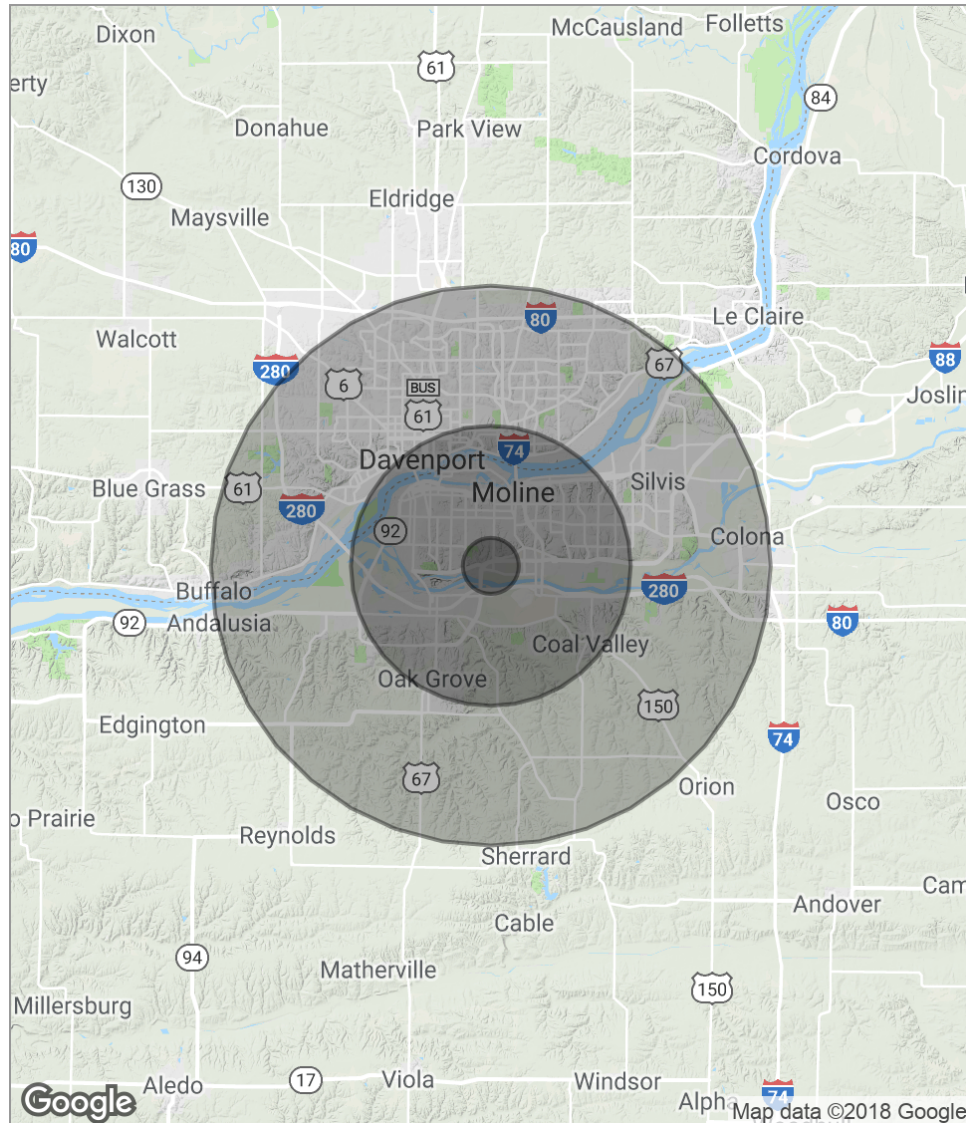 Dixon
McCausland
Folletts
61
erty
84
Donahue
Park View
Cordova
130
Eldridge
Maysville
80
Le Claire
80
Walcott
88
280
67
6
BUS
61
Joslin
74
Davenport
Silvis
Blue Grass
61
Moline
280
92
Colona
Buffalo
280
92
Andalusia
80
Coal Valley
Oak Grove
150
Edgington
74
67
Orion
Osco
o Prairie
Reynolds
Sherrard
Cam
Andover
Cable
94
Matherville
150
Millersburg
Aledo
17
Viola
Windsor
74
Alpha
Google
Map data ©2018 Google